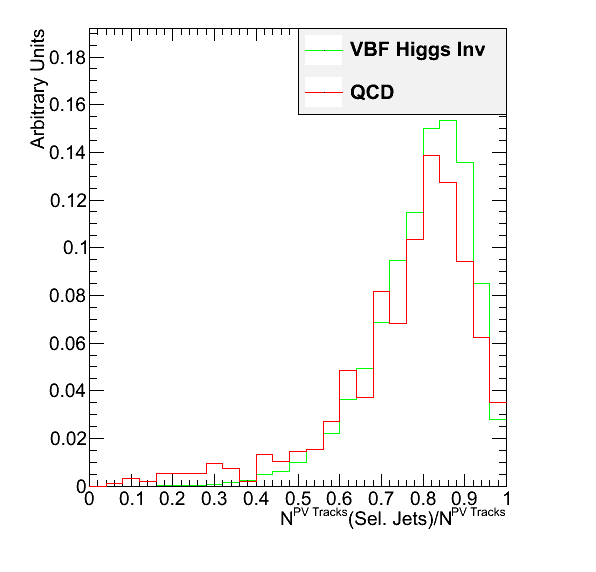 Arbitrary Units
VBF Higgs Inv
QCD
0.18
0.16
0.14
0.12
0.1
0.08
0.06
0.04
0.02
0
0 0.1 0.2 0.3 0.4 0.5 0.6 0.7 0.8 0.9 1
N^PV Tracks(Sel. Jets)/N^PV Tracks